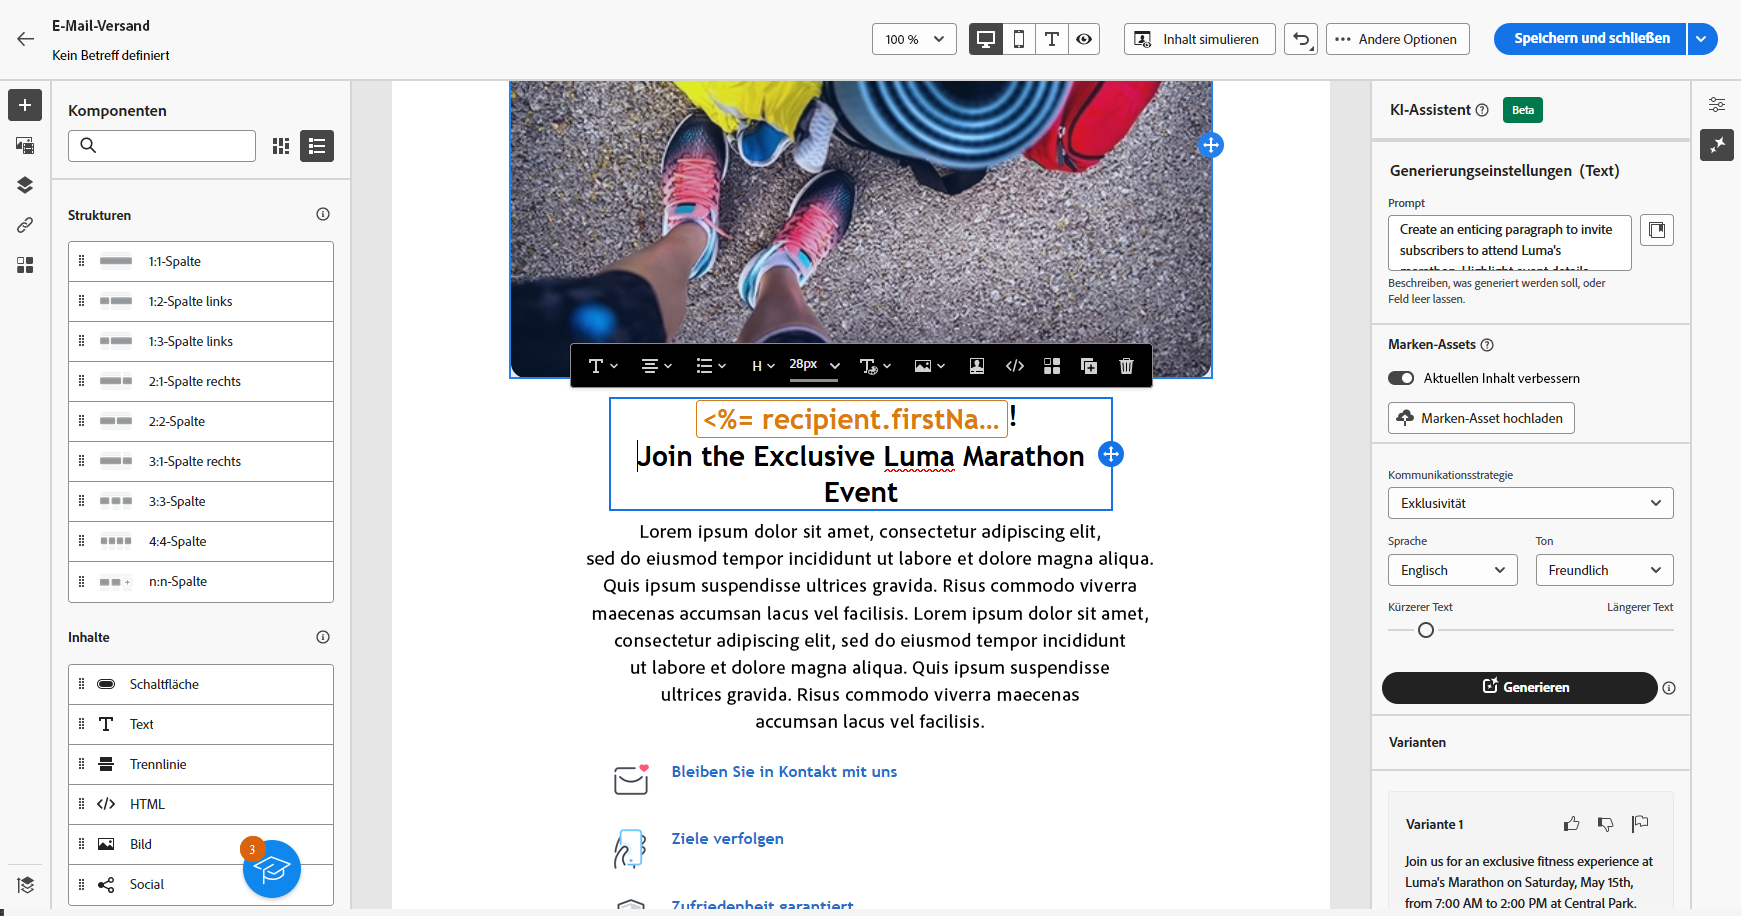 E-Mail-Versand
Kein Betreff definiert
100 %
Inhalt simulieren
Andere Optionen
Speichern und schließen
Komponenten
Strukturen
1:1-Spalte
1:2-Spalte links
1:3-Spalte links
2:1-Spalte rechts
2:2-Spalte
3:1-Spalte rechts
3:3-Spalte
4:4-Spalte
n:n-Spalte
Inhalte
Schaltfläche
Text
Trennlinie
HTML
Bild
Social
3
H
28px
<%= recipient.firstNa... !
Join the Exclusive Luma Marathon
Event
Lorem ipsum dolor sit amet, consectetur adipiscing elit,
sed do eiusmod tempor incididunt ut labore et dolore magna aliqua.
Quis ipsum suspendisse ultrices gravida. Risus commodo viverra
maecenas accumsan lacus vel facilisis. Lorem ipsum dolor sit amet,
consectetur adipiscing elit, sed do eiusmod tempor incididunt
ut labore et dolore magna aliqua. Quis ipsum suspendisse
ultrices gravida. Risus commodo viverra maecenas
accumsan lacus vel facilisis.
Bleiben Sie in Kontakt mit uns
Ziele verfolgen
Zufriedenheit garantiert
KI-Assistent
Beta
Generierungseinstellungen (Text)
Prompt
Create an enticing paragraph to invite
subscribers to attend Luma's
marathon. Highlight event details
Beschreiben, was generiert werden soll, oder
Feld leer lassen.
Marken-Assets
Aktuellen Inhalt verbessern
Marken-Asset hochladen
Kommunikationsstrategie
Exklusivität
Sprache
Ton
Englisch
Freundlich
Kürzerer Text
Längerer Text
Generieren
Varianten
Variante 1
Join us for an exclusive fitness experience at
Luma's Marathon on Saturday, May 15th,
from 7:00 AM to 2:00 PM at Central Park.